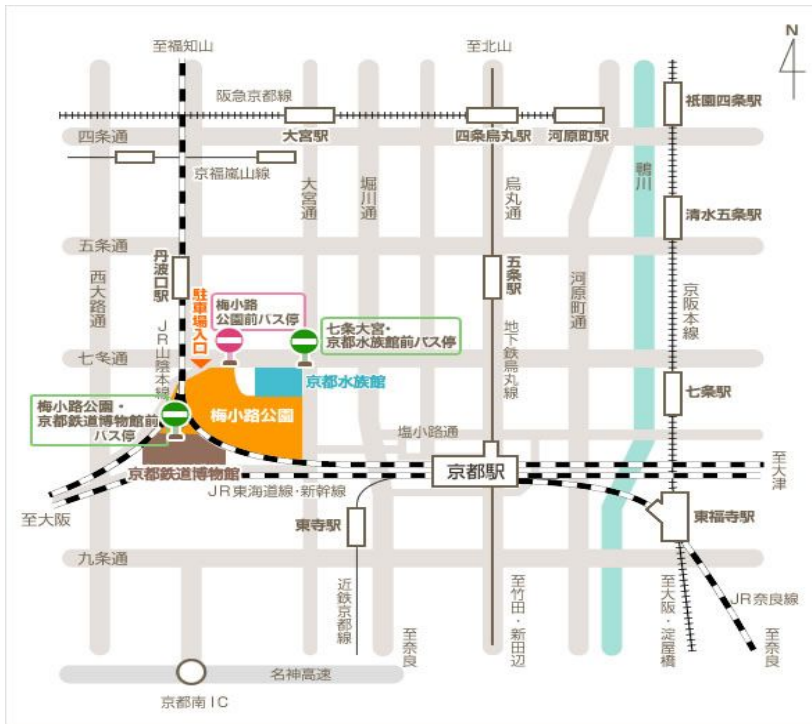 至福知山
至北山
N
阪急京都線
大宮駅
四条烏丸駅
河原町駅
祇園四条駅
四条通
京福嵐山線
大宮通
堀川通
烏丸通
鴨川
清水五条駅
五条通
西大路通
丹波口駅
五条駅
河原町通
京阪本線
駐車場入口
梅小路
公園前バス停
七条大宮・
京都水族館前バス停
JR山陰本線
地下鉄烏丸線
七条通
京都水族館
七条駅
梅小路公園・
京都鉄道博物館前
バス停
梅小路公園
塩小路通
京都鉄道博物館
京都駅
至大津
JR東海道線・新幹線
至大阪
東寺駅
東福寺駅
九条通
近鉄京都線
至奈良
至竹田・新田辺
至大阪・淀屋橋
JR奈良線
至奈良
名神高速
京都南IC